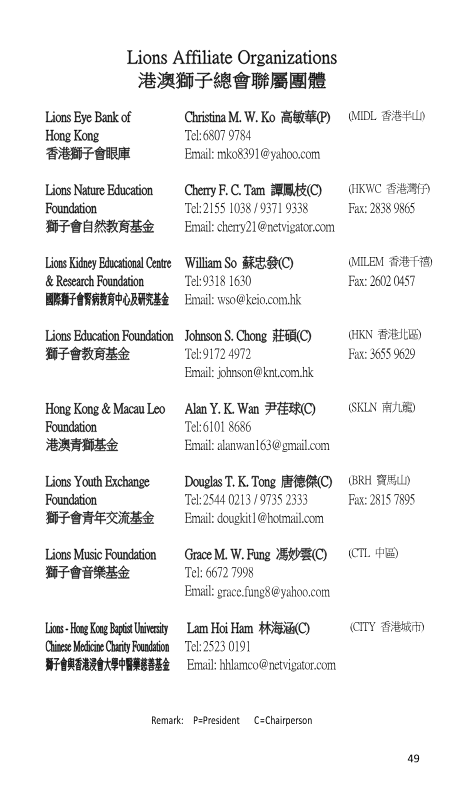 Lions Affiliate Organizations
港澳獅子總會聯屬團體
Lions Eye Bank of Christina M. W. Ko 高敏華(P) (MIDL 香港半山)
Hong Kong Tel: 6807 9784
香港獅子會眼庫 Email: mko8391@yahoo.com
Lions Nature Education Cherry F. C. Tam 譚鳳枝(C) (HKWC 香港灣仔)
Foundation Tel: 2155 1038 / 9371 9338 Fax: 2838 9865
獅子會自然教育基金 Email: cherry21@netvigator.com
Lions Kidney Educational Centre William So 蘇忠發(C) (MILEM 香港千禧)
& Research Foundation Tel: 9318 1630 Fax: 2602 0457
國際獅子會腎病教育中心及研究基金 Email: wso@keio.com.hk
Lions Education Foundation Johnson S. Chong 莊碩(C) (HKN 香港北區)
獅子會教育基金 Tel: 9172 4972 Fax: 3655 9629
Email: johnson@knt.com.hk
Hong Kong & Macau Leo Alan Y. K. Wan 尹荏球(C) (SKLN 南九龍)
Foundation Tel: 6101 8686
港澳青獅基金 Email: alanwan163@gmail.com
Lions Youth Exchange Douglas T. K. Tong 唐德傑(C) (BRH 寶馬山)
Foundation Tel: 2544 0213 / 9735 2333 Fax: 2815 7895
獅子會青年交流基金 Email: dougkit1@hotmail.com
Lions Music Foundation Grace M. W. Fung 馮妙雲(C) (CTL 中區)
獅子會音樂基金 Tel: 6672 7998
Email: grace.fung8@yahoo.com
Lions - Hong Kong Baptist University Lam Hoi Ham 林海涵(C) (CITY 香港城市)
Chinese Medicine Charity Foundation Tel: 2523 0191
獅子會與香港浸會大學中醫藥慈善基金 Email: hhlamco@netvigator.com
Remark: P=President C=Chairperson
49